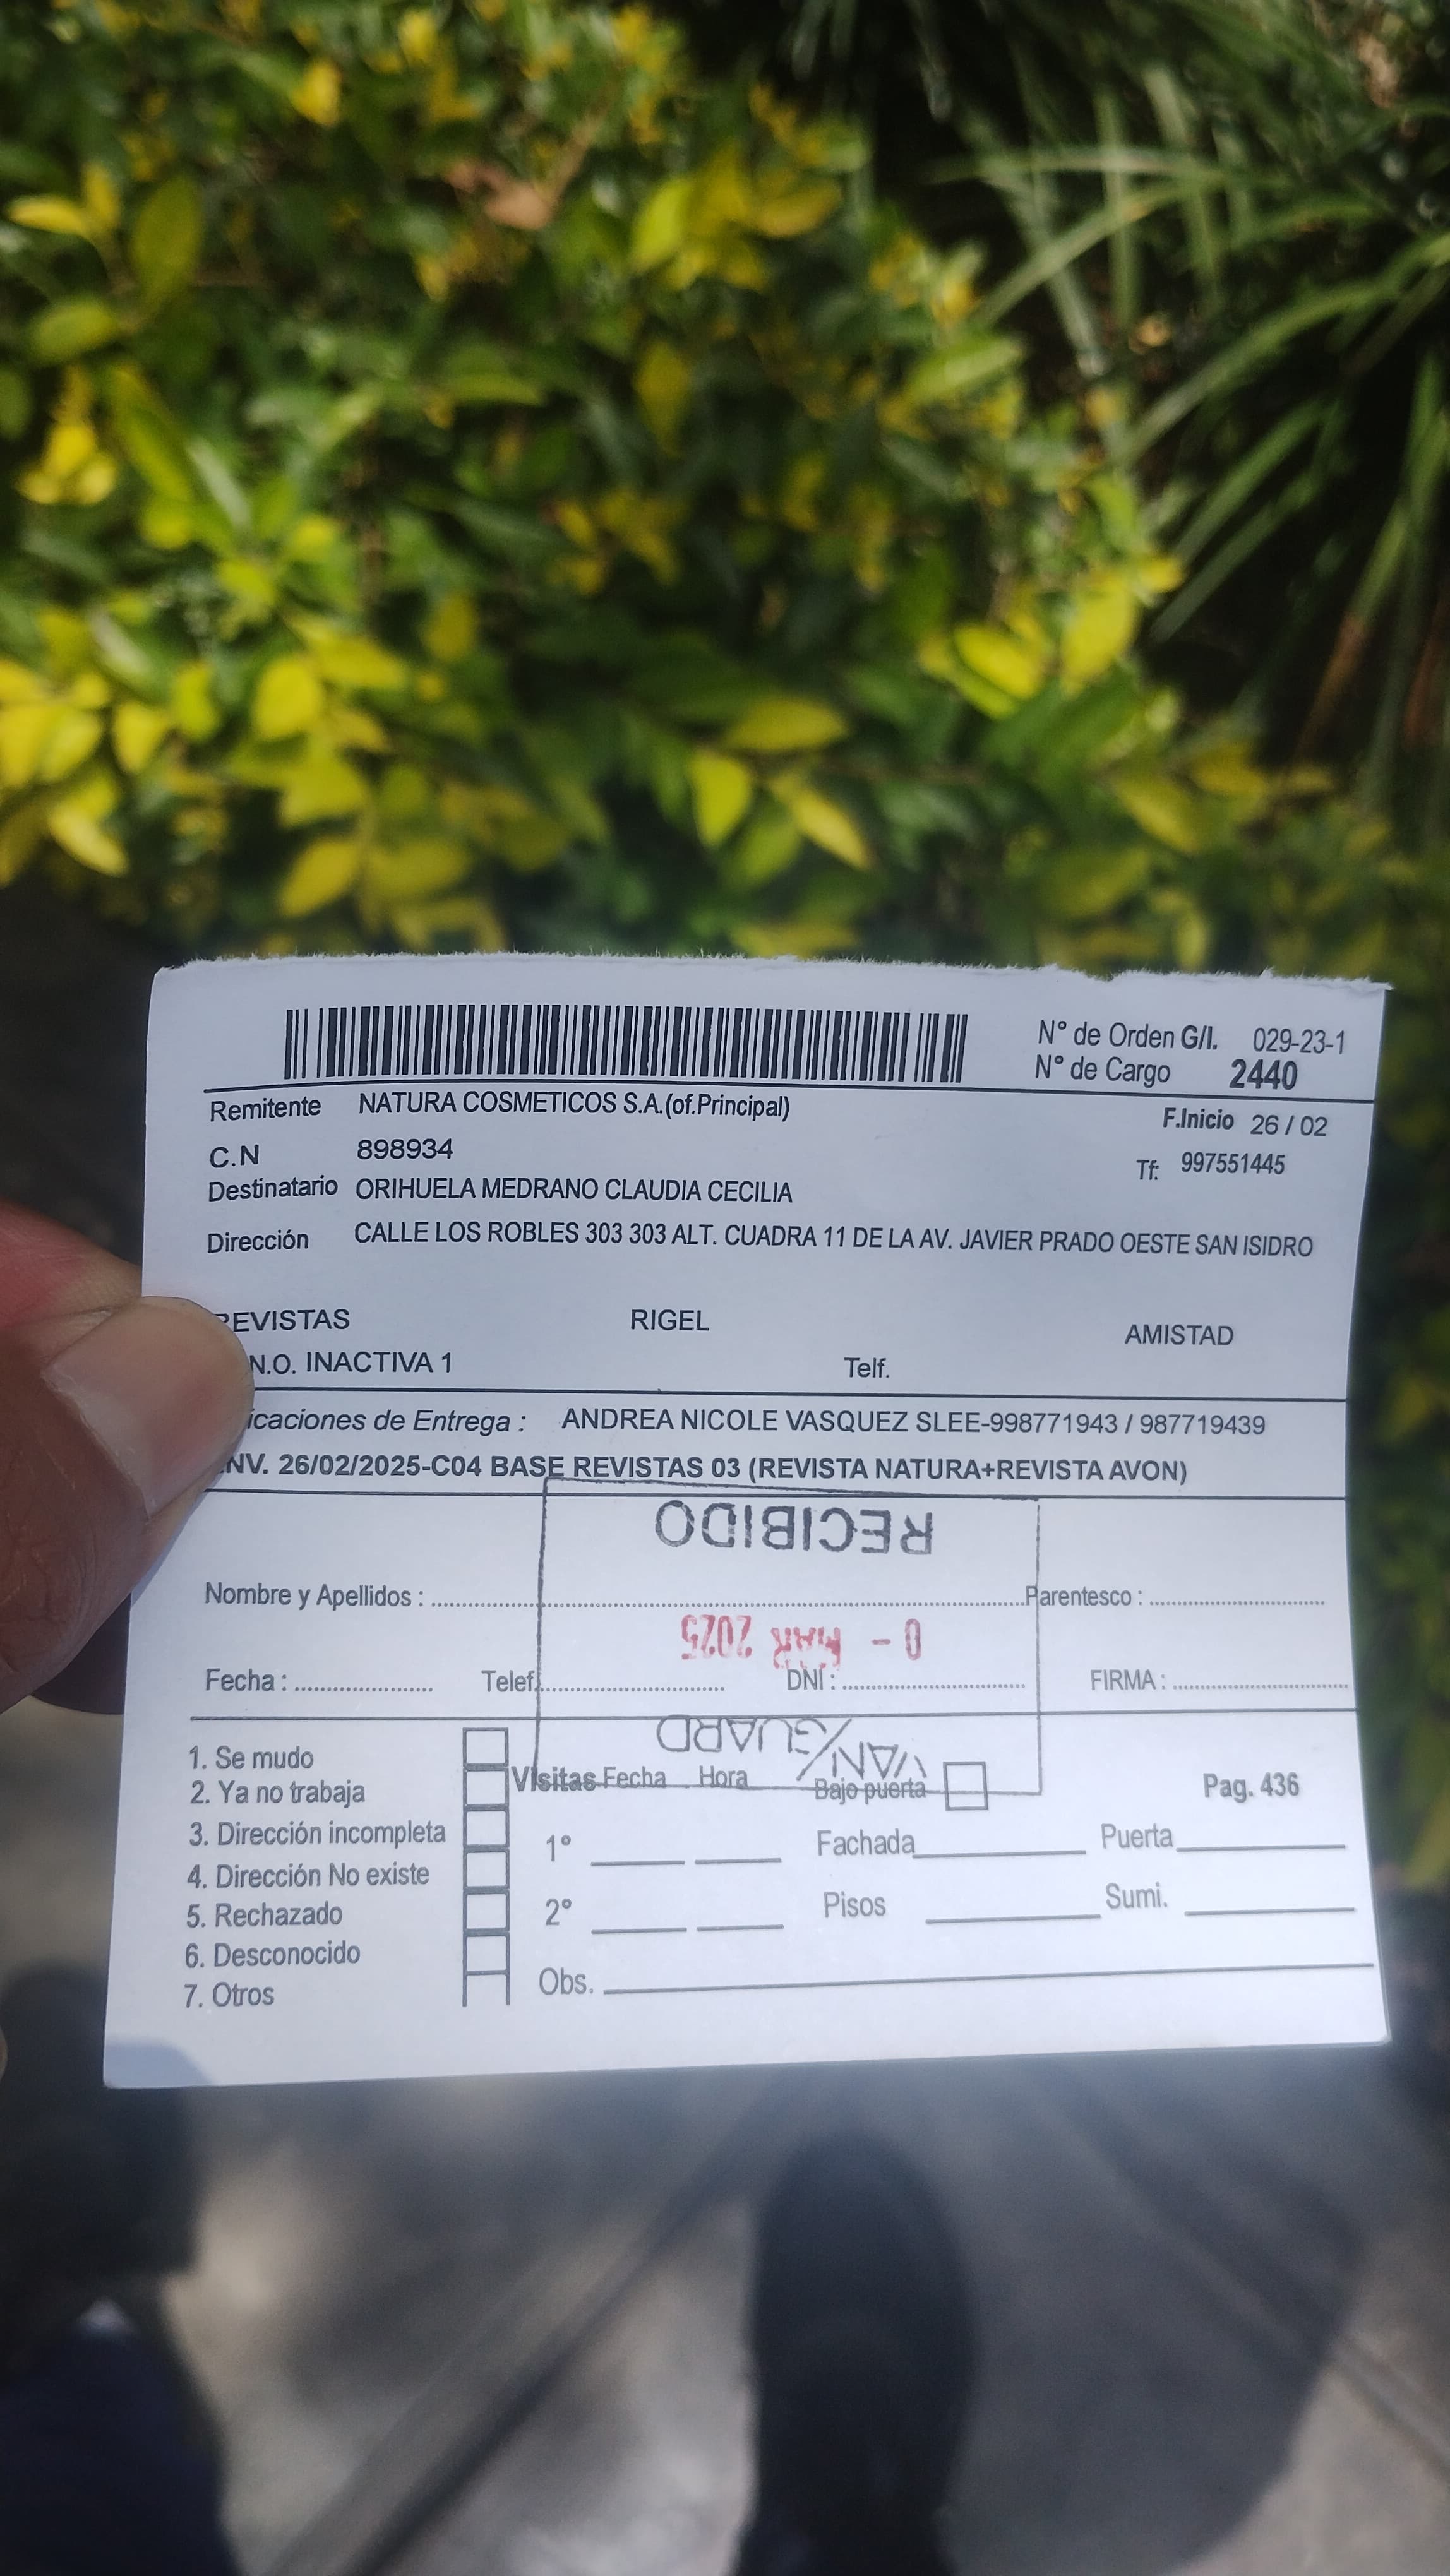 N° de Orden G/I. 029-23-1
N° de Cargo 2440
Remitente NATURA COSMETICOS S.A.(of.Principal)
F.Inicio 26 / 02
C.N 898934
Tf: 997551445
Destinatario ORIHUELA MEDRANO CLAUDIA CECILIA
Dirección CALLE LOS ROBLES 303 303 ALT. CUADRA 11 DE LA AV. JAVIER PRADO OESTE SAN ISIDRO
REVISTAS RIGEL AMISTAD
N.O. INACTIVA 1 Telf.
icaciones de Entrega : ANDREA NICOLE VASQUEZ SLEE-998771943 / 987719439
NV. 26/02/2025-C04 BASE REVISTAS 03 (REVISTA NATURA+REVISTA AVON)
RECIBIDO
Nombre y Apellidos : Parentesco :
0 - MAR 2025
Fecha : Telef. DNI : FIRMA :
VAN/GUARD
1. Se mudo
2. Ya no trabaja
3. Dirección incompleta
4. Dirección No existe
5. Rechazado
6. Desconocido
7. Otros
Visitas Fecha Hora Bajo puerta Pag. 436
1° Fachada Puerta
2° Pisos Sumi.
Obs.